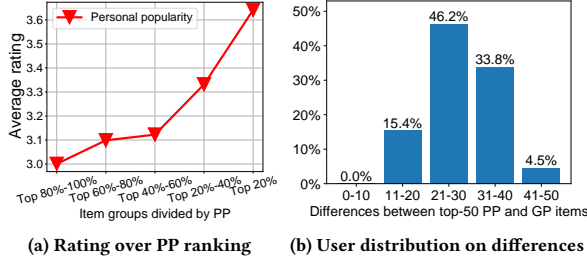 Average rating
3.6
3.5
3.4
3.3
3.2
3.1
3.0
Personal popularity
Top 80%-100%
Top 60%-80%
Top 40%-60%
Top 20%-40%
Top 20%
Item groups divided by PP
(a) Rating over PP ranking
50%
40%
30%
20%
10%
0%
0.0%
15.4%
46.2%
33.8%
4.5%
0-10
11-20
21-30
31-40
41-50
Differences between top-50 PP and GP items
(b) User distribution on differences